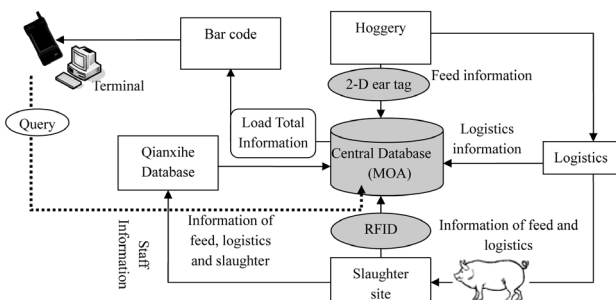 Bar code
Hoggery
Terminal
2-D ear tag
Feed information
Query
Load Total
Information
Qianxihe
Database
Central Database
(MOA)
Logistics
information
Logistics
Staff
Information
Information of
feed, logistics
and slaughter
RFID
Information of feed and
logistics
Slaughter
site